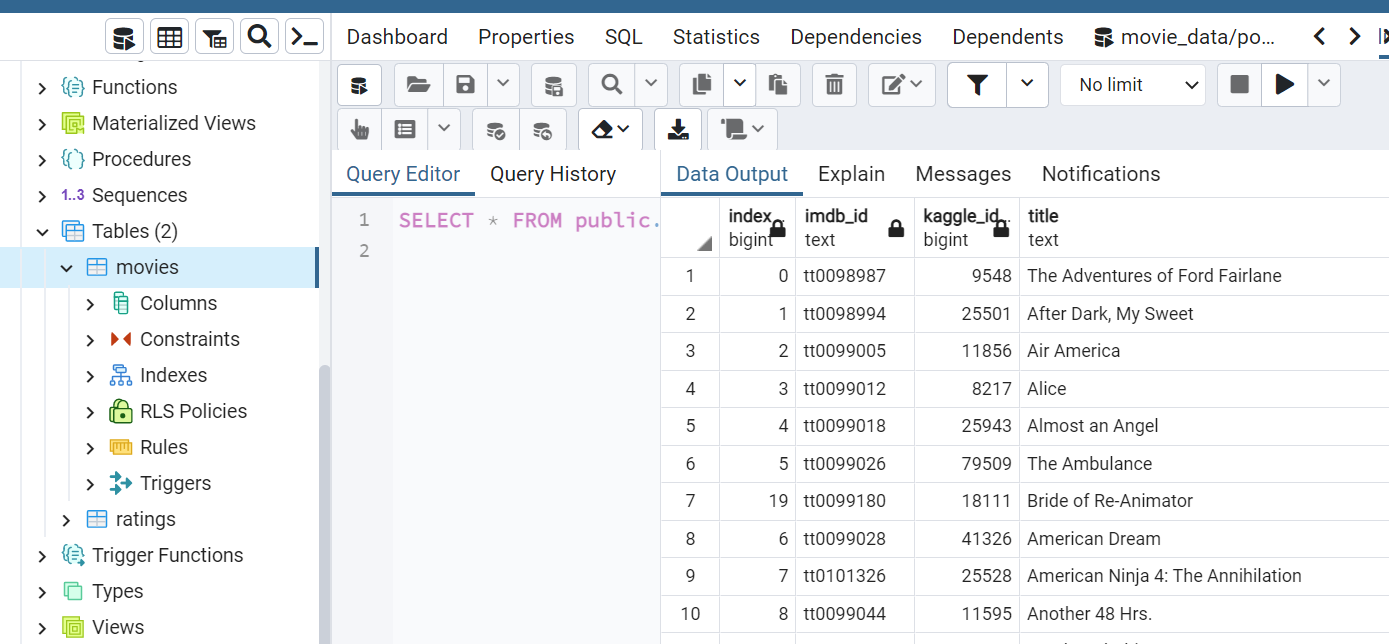 Dashboard Properties SQL Statistics Dependencies Dependents movie_data/po...
No limit
Functions
Materialized Views
Procedures
1..3 Sequences
Tables (2)
movies
Columns
Constraints
Indexes
RLS Policies
Rules
Triggers
ratings
Trigger Functions
Types
Views
Query Editor Query History
1 SELECT * FROM public.
2
Data Output Explain Messages Notifications
index.. imdb_id kaggle_id.. title
bigint text bigint text
1 0 tt0098987 9548 The Adventures of Ford Fairlane
2 1 tt0098994 25501 After Dark, My Sweet
3 2 tt0099005 11856 Air America
4 3 tt0099012 8217 Alice
5 4 tt0099018 25943 Almost an Angel
6 5 tt0099026 79509 The Ambulance
7 19 tt0099180 18111 Bride of Re-Animator
8 6 tt0099028 41326 American Dream
9 7 tt0101326 25528 American Ninja 4: The Annihilation
10 8 tt0099044 11595 Another 48 Hrs.